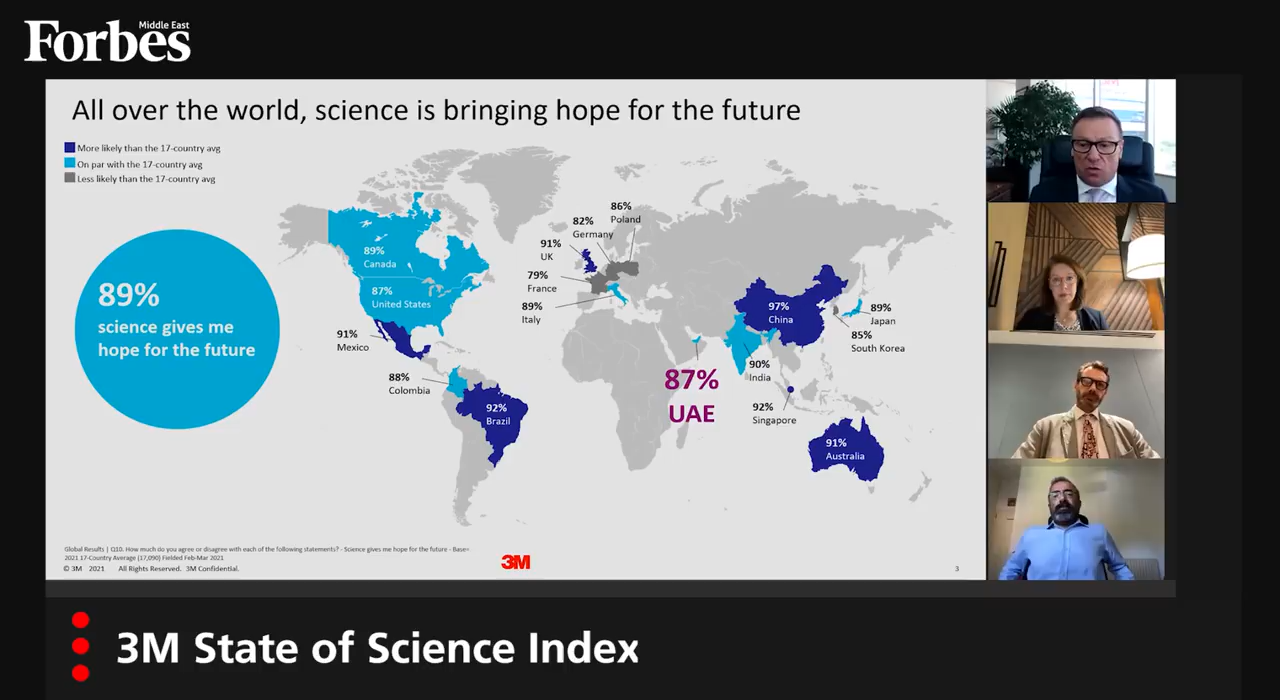 Middle East
Forbes
All over the world, science is bringing hope for the future
More likely than the 17-country avg
On par with the 17-country avg
Less likely than the 17-country avg
89%
science gives me
hope for the future
89%
Canada
87%
United States
91%
Mexico
88%
Colombia
92%
Brazil
86%
Poland
82%
Germany
91%
UK
79%
France
89%
Italy
97%
China
89%
Japan
85%
South Korea
90%
India
87%
UAE
92%
Singapore
91%
Australia
Global Results | Q10. How much do you agree or disagree with each of the following statements? - Science gives me hope for the future - Base=
2021 17-Country Average (17,090) Fielded Feb-Mar 2021
© 3M 2021 All Rights Reserved. 3M Confidential.
3M
3
3M State of Science Index